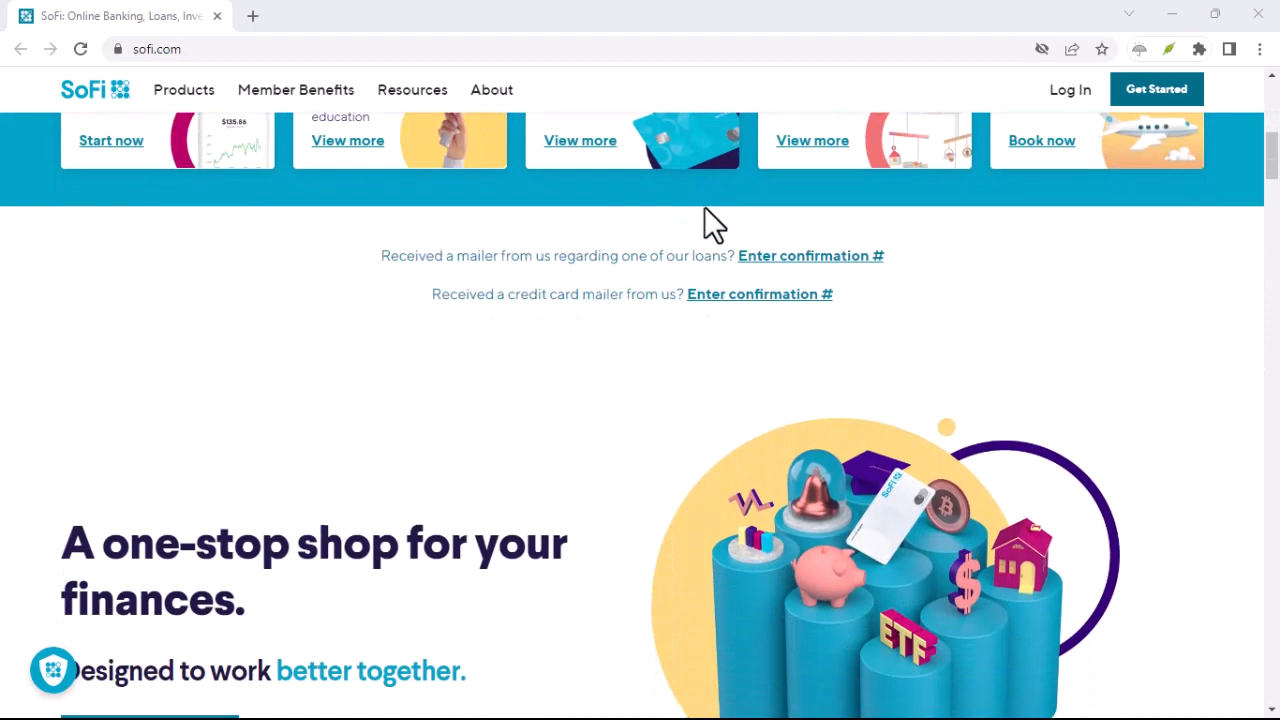 SoFi: Online Banking, Loans, Inve
sofi.com
SoFi Products Member Benefits Resources About Log In Get Started
$135.86
education
Start now View more View more View more Book now
Received a mailer from us regarding one of our loans? Enter confirmation #
Received a credit card mailer from us? Enter confirmation #
SoFi
ETF
A one-stop shop for your
finances.
Designed to work better together.